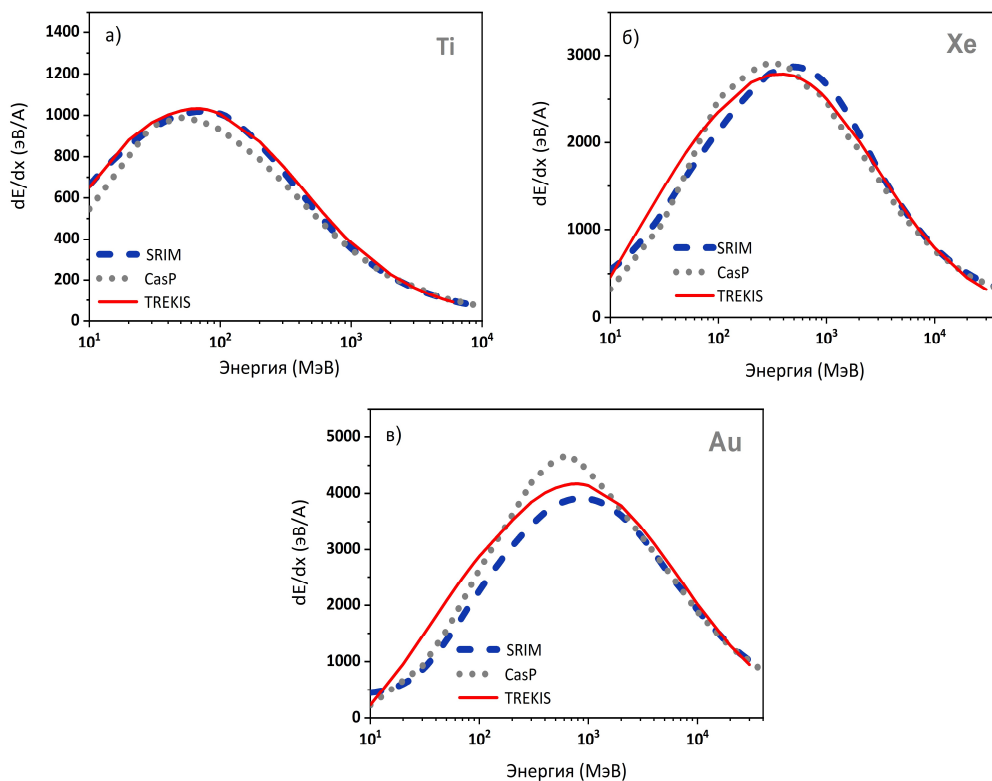 а)
Ti
dE/dx (эВ/А)
1400
1200
1000
800
600
400
200
0
SRIM
CasP
TREKIS
10¹
10²
10³
10⁴
Энергия (МэВ)
б)
Xe
dE/dx (эВ/А)
3000
2000
1000
0
SRIM
CasP
TREKIS
10¹
10²
10³
10⁴
Энергия (МэВ)
в)
Au
dE/dx (эВ/А)
5000
4000
3000
2000
1000
0
SRIM
CasP
TREKIS
10¹
10²
10³
10⁴
Энергия (МэВ)